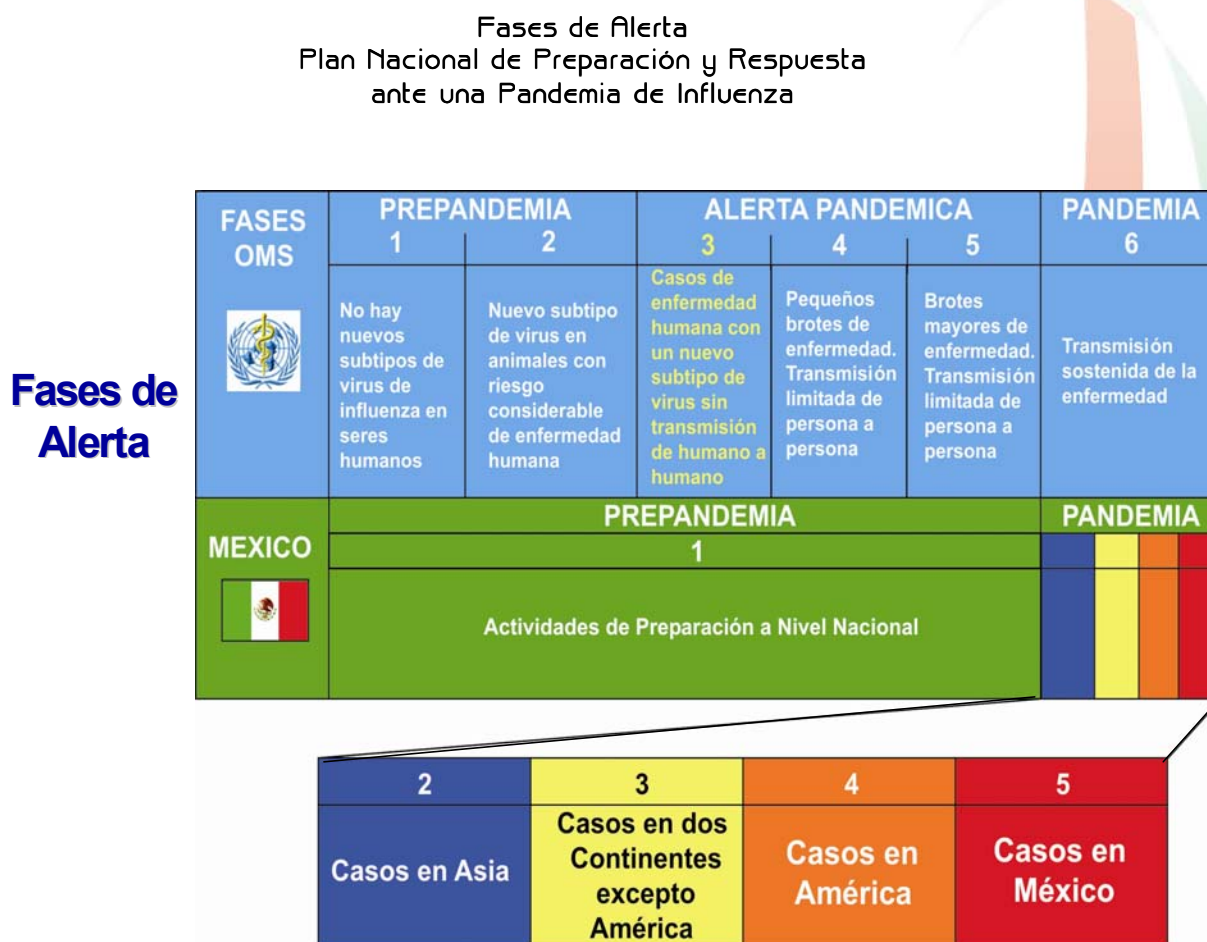 Fases de Alerta
Plan Nacional de Preparación y Respuesta
ante una Pandemia de Influenza
Fases de
Alerta
FASES
OMS
PREPANDEMIA
1
2
ALERTA PANDEMICA
3
4
5
PANDEMIA
6
No hay
nuevos
subtipos de
virus de
influenza en
seres
humanos
Nuevo subtipo
de virus en
animales con
riesgo
considerable
de enfermedad
humana
Casos de
enfermedad
humana con
un nuevo
subtipo de
virus sin
transmisión
de humano a
humano
Pequeños
brotes de
enfermedad.
Transmisión
limitada de
persona a
persona
Brotes
mayores de
enfermedad.
Transmisión
limitada de
persona a
persona
Transmisión
sostenida de la
enfermedad
MEXICO
PREPANDEMIA
1
Actividades de Preparación a Nivel Nacional
PANDEMIA
2
Casos en Asia
3
Casos en dos
Continentes
excepto
América
4
Casos en
América
5
Casos en
México